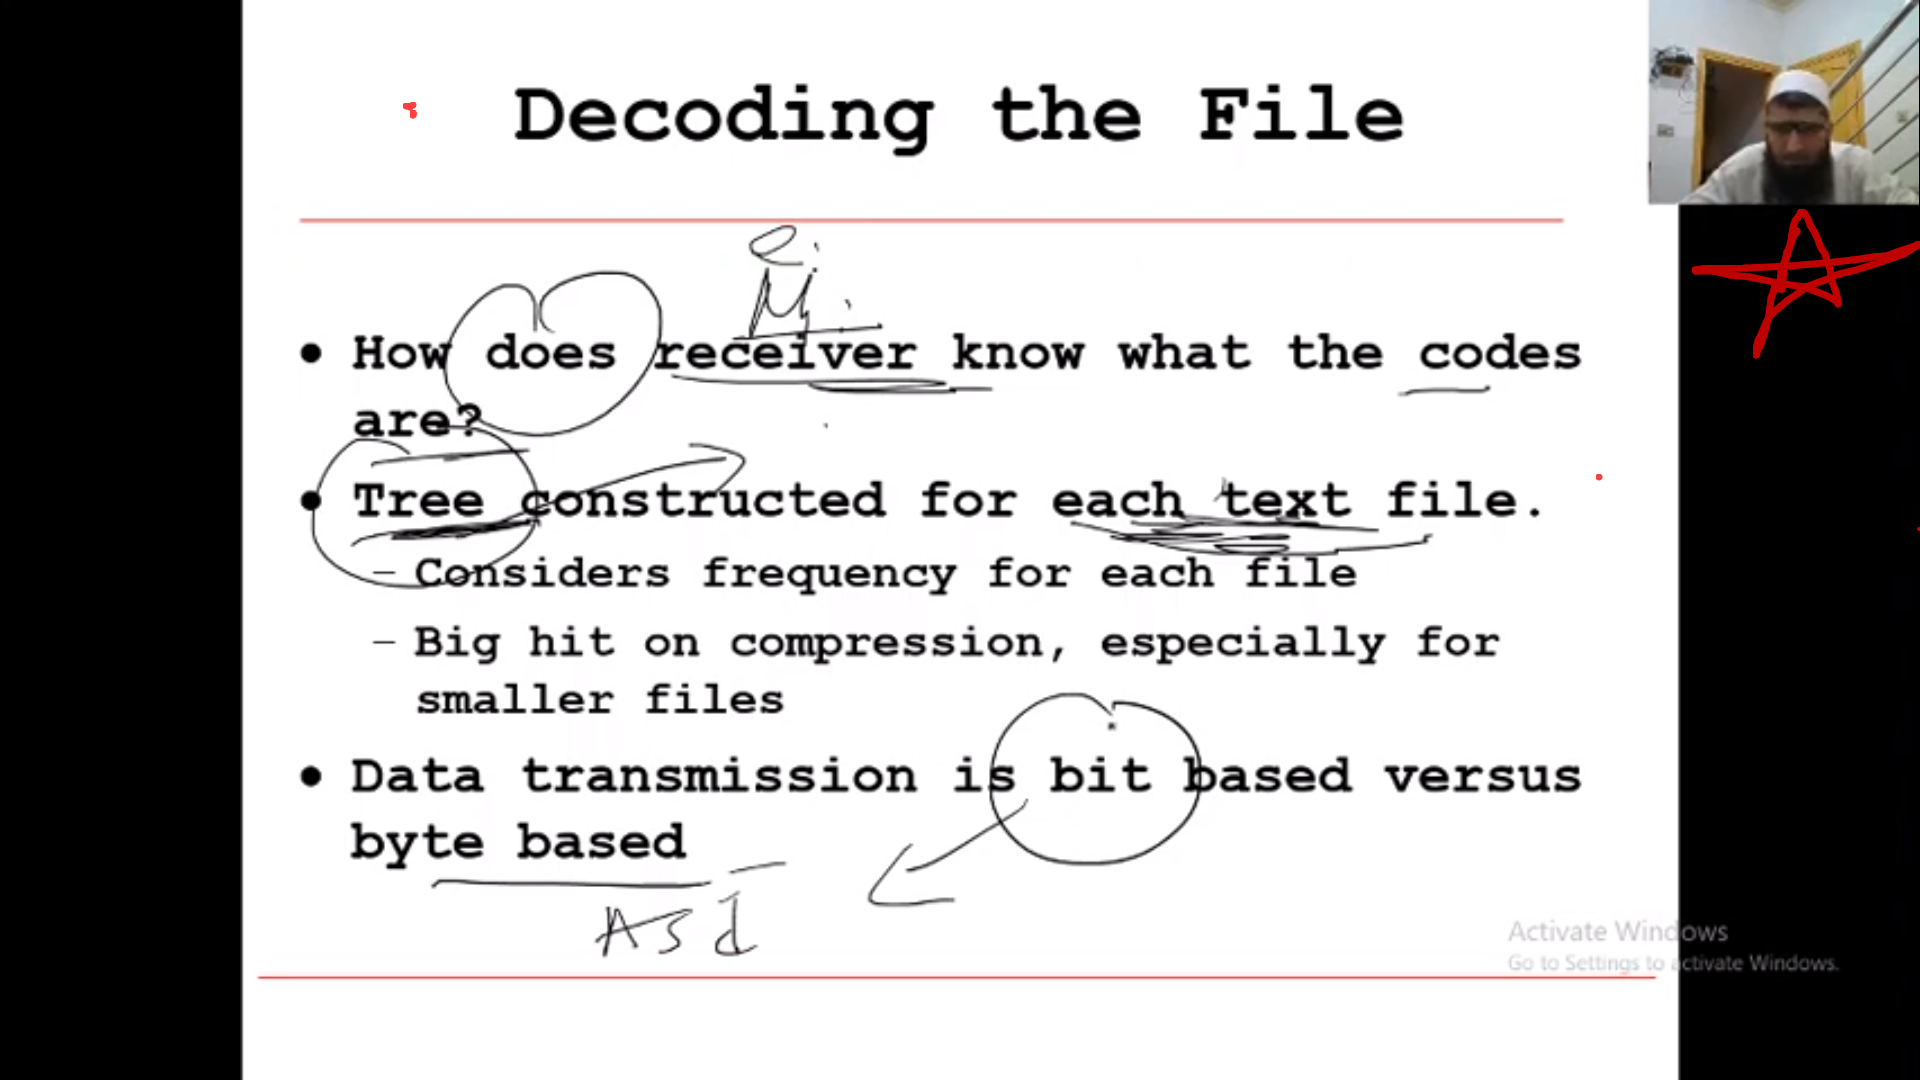 Decoding the File
• How does receiver know what the codes
are?
• Tree constructed for each text file.
– Considers frequency for each file
– Big hit on compression, especially for
smaller files
• Data transmission is bit based versus
byte based
Activate Windows
Go to Settings to activate Windows.